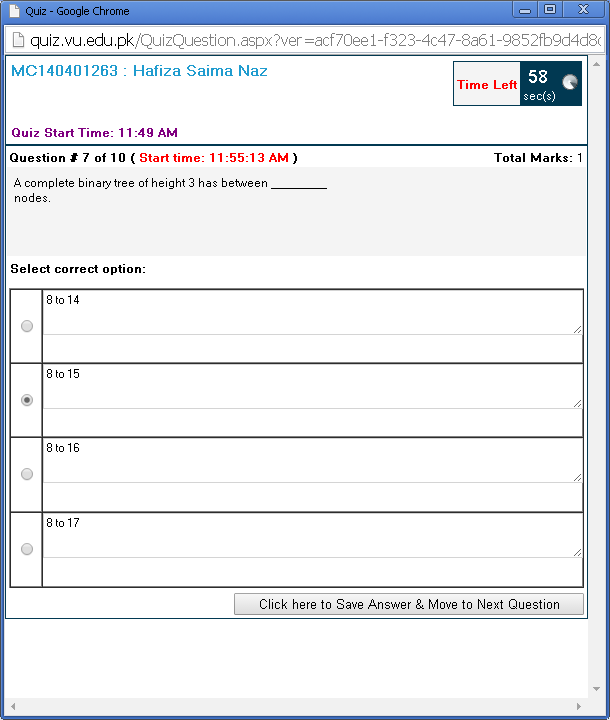 Quiz - Google Chrome
quiz.vu.edu.pk/QuizQuestion.aspx?ver=acf70ee1-f323-4c47-8a61-9852fb9d4d8c
MC140401263 : Hafiza Saima Naz
Time Left 58 sec(s)
Quiz Start Time: 11:49 AM
Question # 7 of 10 ( Start time: 11:55:13 AM ) Total Marks: 1
A complete binary tree of height 3 has between _________
nodes.
Select correct option:
8 to 14
8 to 15
8 to 16
8 to 17
Click here to Save Answer & Move to Next Question